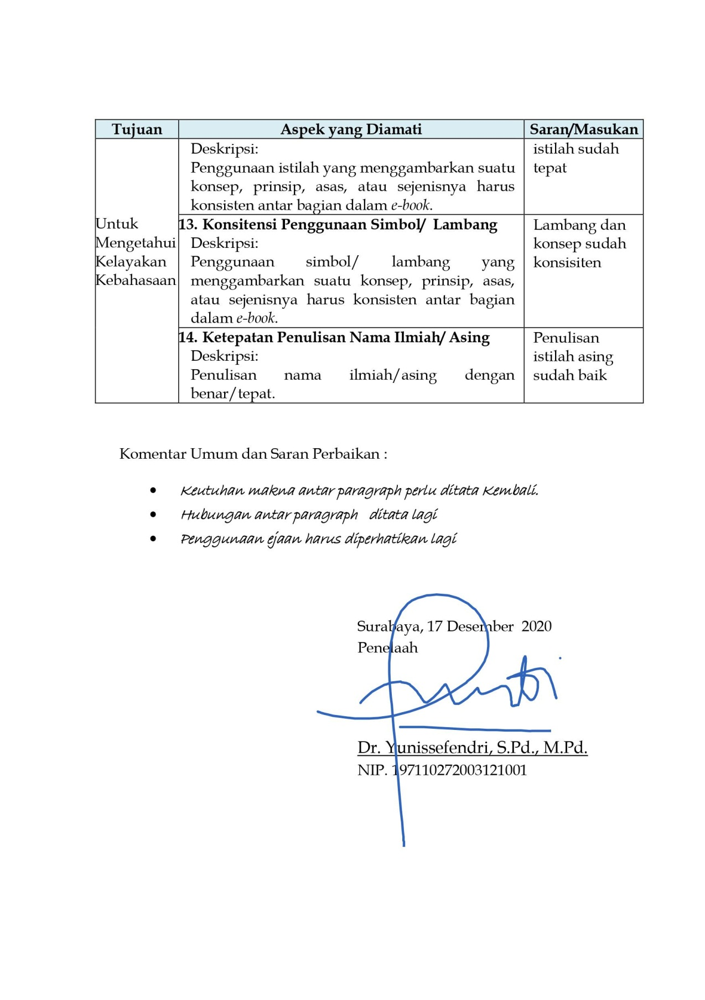 Tujuan Aspek yang Diamati Saran/Masukan
Deskripsi:
Penggunaan istilah yang menggambarkan suatu
konsep, prinsip, asas, atau sejenisnya harus
konsisten antar bagian dalam e-book.
istilah sudah
tepat
Untuk
Mengetahui
Kelayakan
Kebahasaan
13. Konsitensi Penggunaan Simbol/ Lambang
Deskripsi:
Penggunaan simbol/ lambang yang
menggambarkan suatu konsep, prinsip, asas,
atau sejenisnya harus konsisten antar bagian
dalam e-book.
Lambang dan
konsep sudah
konsisiten
14. Ketepatan Penulisan Nama Ilmiah/ Asing
Deskripsi:
Penulisan nama ilmiah/asing dengan
benar/tepat.
Penulisan
istilah asing
sudah baik
Komentar Umum dan Saran Perbaikan :
• Keutuhan makna antar paragraph perlu ditata Kembali.
• Hubungan antar paragraph ditata lagi
• Penggunaan ejaan harus diperhatikan lagi
Surabaya, 17 Desember 2020
Penelaah
Dr. Yunissefendri, S.Pd., M.Pd.
NIP. 197110272003121001